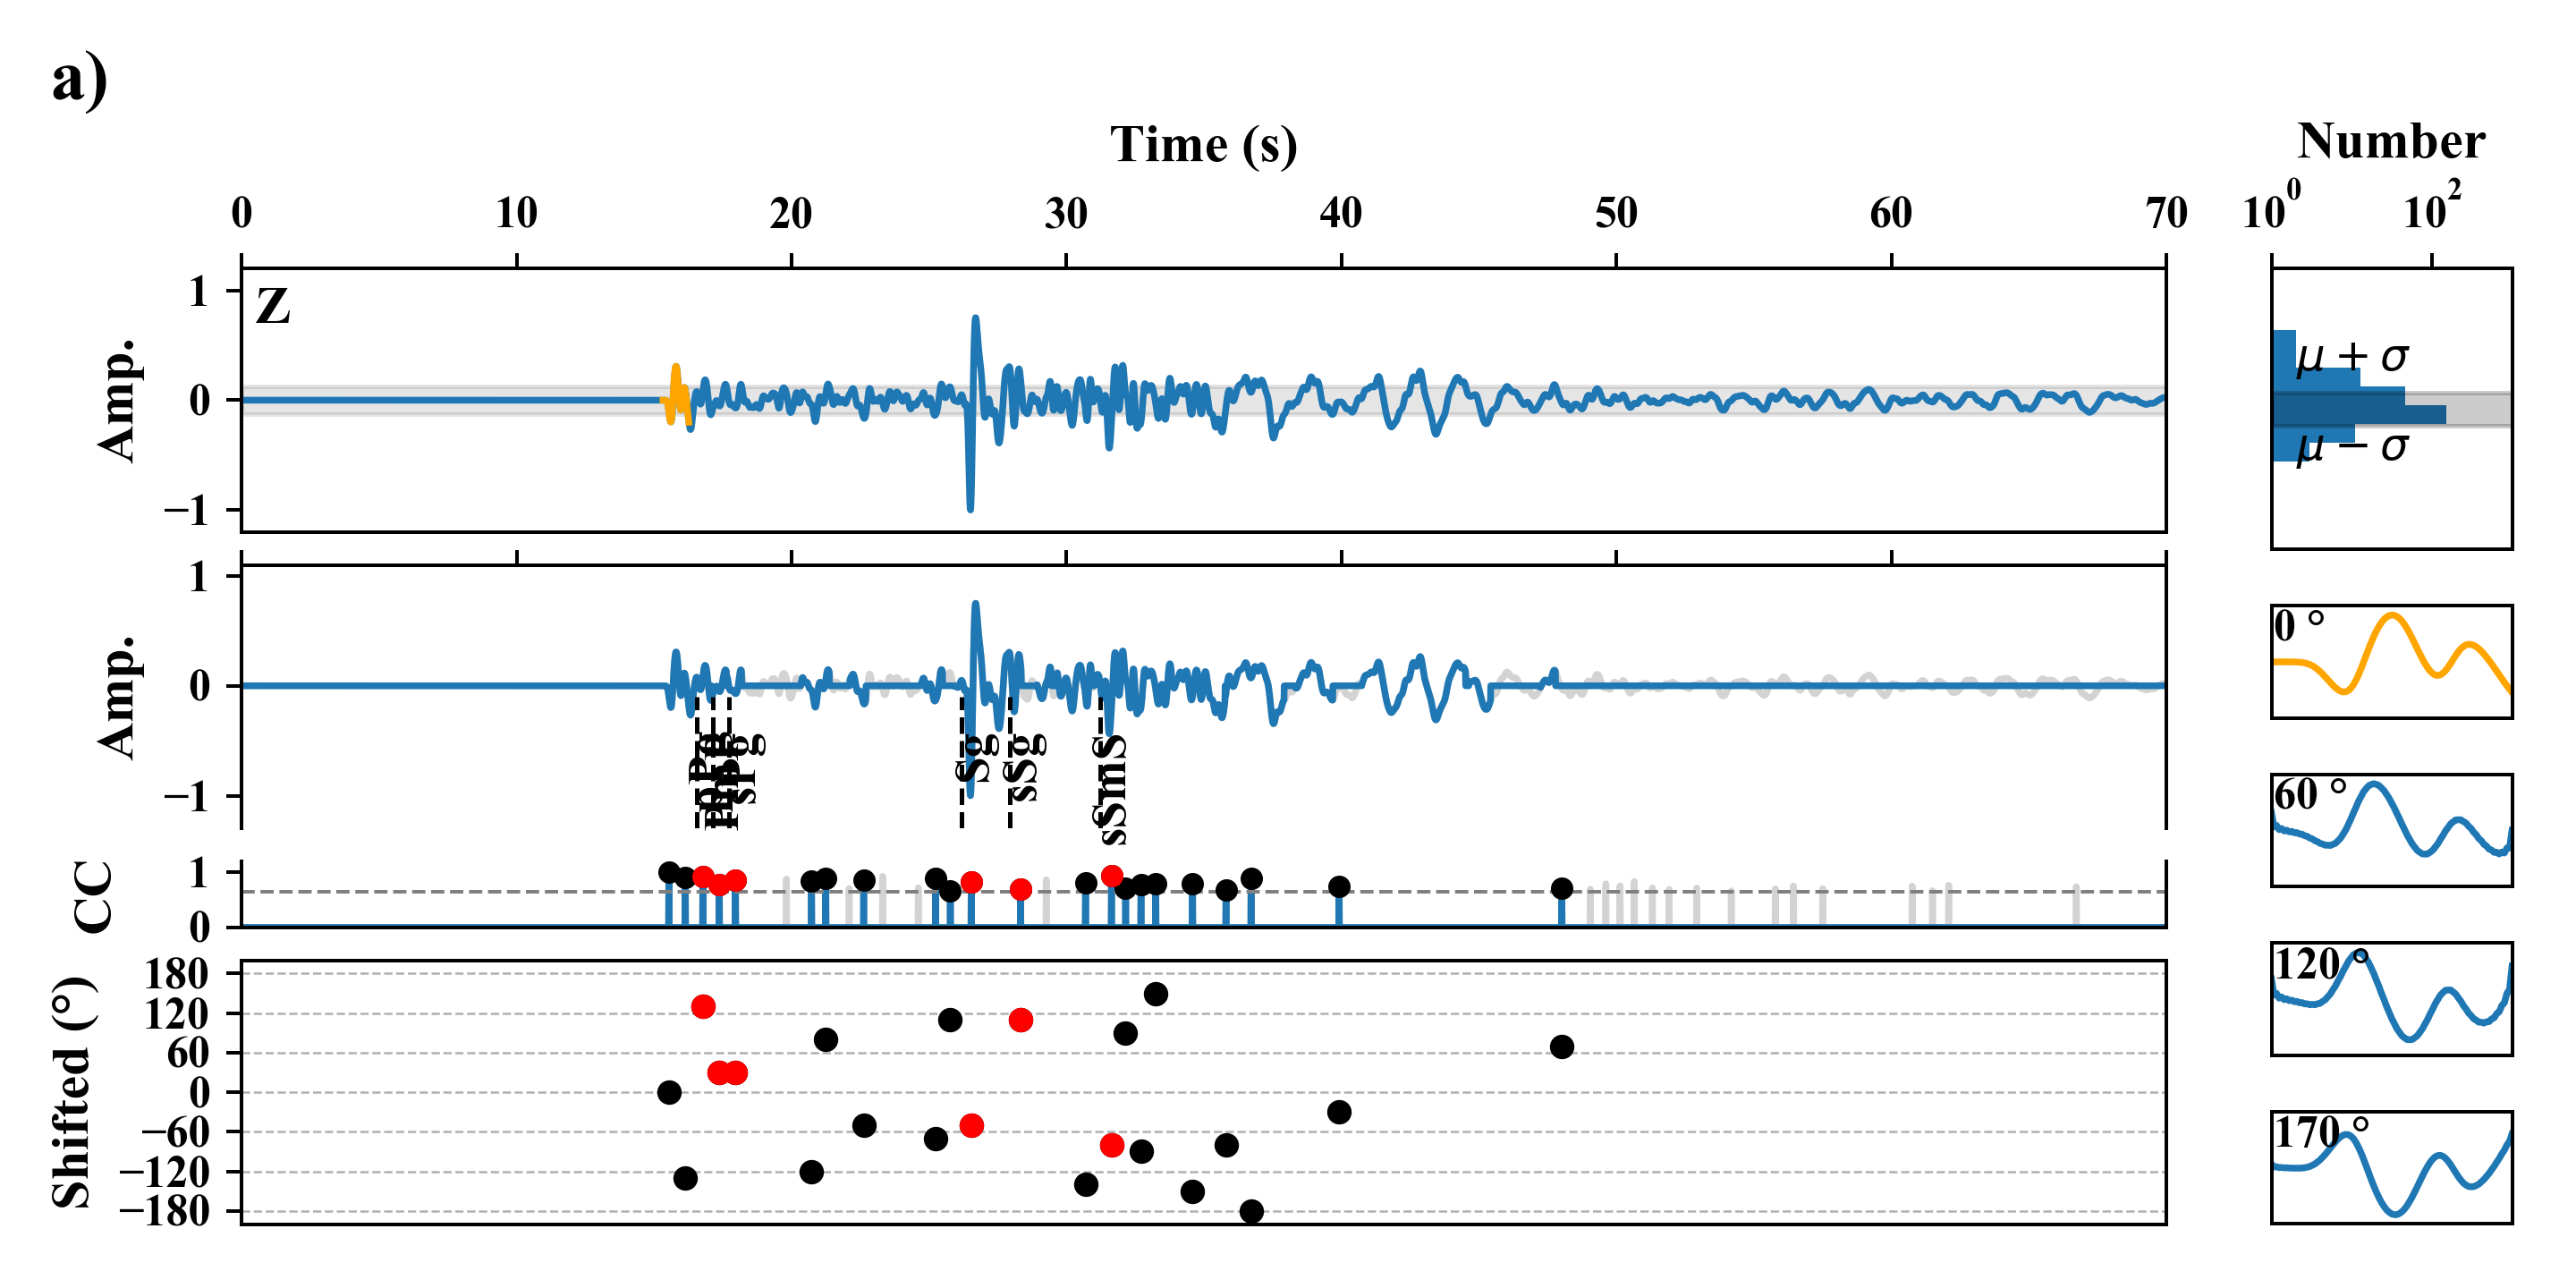 a)
Time (s)
Number
0 10 20 30 40 50 60 70
10^0 10^2
Z
Amp.
1
0
−1
μ + σ
μ − σ
Amp.
1
0
−1
Sg
sSg
sSmS
sPg
0 °
60 °
120 °
170 °
CC
1
0
Shifted (°)
180
120
60
0
−60
−120
−180